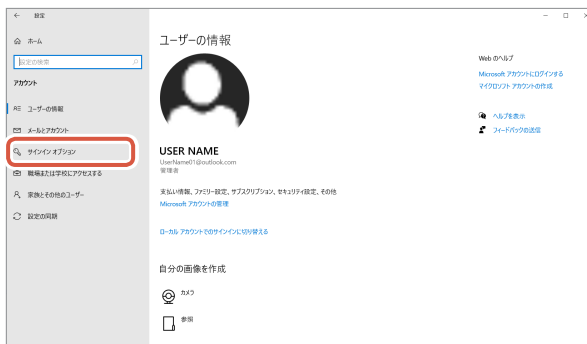 設定
ホーム
設定の検索
アカウント
ユーザーの情報
メールとアカウント
サインイン オプション
職場または学校にアクセスする
家族とその他のユーザー
設定の同期
ユーザーの情報
USER NAME
UserName01@outlook.com
管理者
支払い情報、ファミリー設定、サブスクリプション、セキュリティ設定、その他
Microsoft アカウントの管理
ローカル アカウントでのサインインに切り替える
自分の画像を作成
カメラ
参照
Web のヘルプ
Microsoft アカウントにログインする
マイクロソフト アカウントの作成
ヘルプを表示
フィードバックの送信